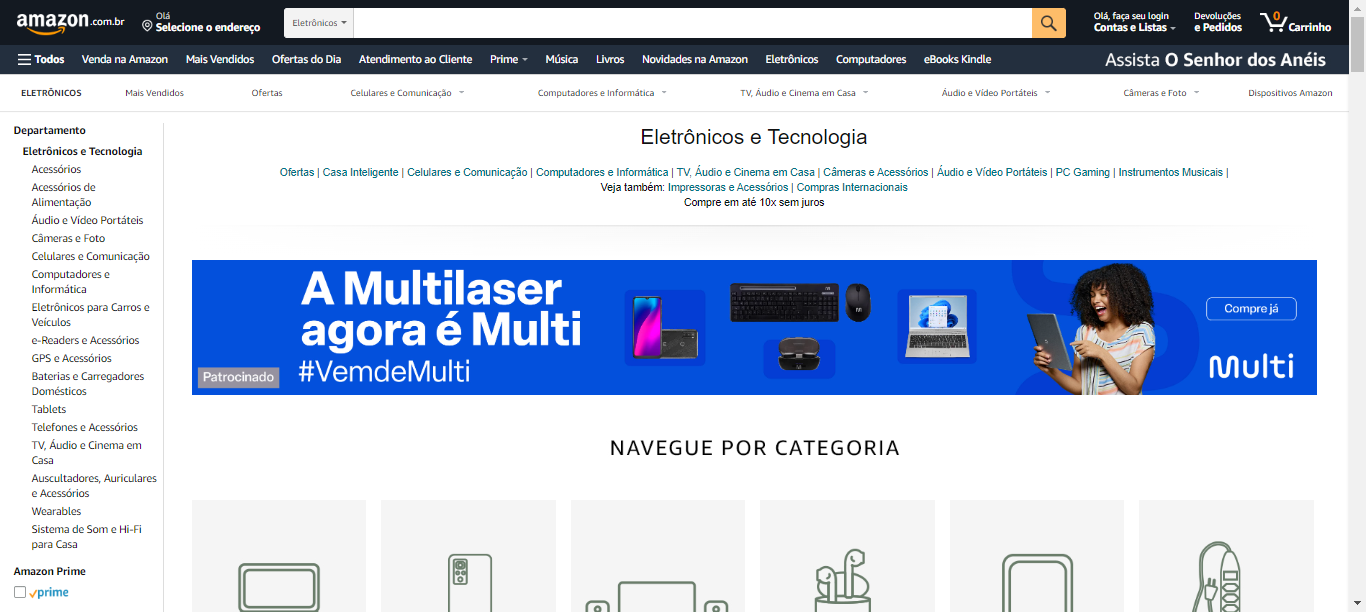 amazon.com.br
Olá
Selecione o endereço
Eletrônicos
Olá, faça seu login
Contas e Listas
Devoluções
e Pedidos
0
Carrinho
Todos
Venda na Amazon
Mais Vendidos
Ofertas do Dia
Atendimento ao Cliente
Prime
Música
Livros
Novidades na Amazon
Eletrônicos
Computadores
eBooks Kindle
Assista O Senhor dos Anéis
ELETRÔNICOS
Mais Vendidos
Ofertas
Celulares e Comunicação
Computadores e Informática
TV, Áudio e Cinema em Casa
Áudio e Vídeo Portáteis
Câmeras e Foto
Dispositivos Amazon
Departamento
Eletrônicos e Tecnologia
Acessórios
Acessórios de
Alimentação
Áudio e Vídeo Portáteis
Câmeras e Foto
Celulares e Comunicação
Computadores e
Informática
Eletrônicos para Carros e
Veículos
e-Readers e Acessórios
GPS e Acessórios
Baterias e Carregadores
Domésticos
Tablets
Telefones e Acessórios
TV, Áudio e Cinema em
Casa
Auscultadores, Auriculares
e Acessórios
Wearables
Sistema de Som e Hi-Fi
para Casa
Amazon Prime
prime
Eletrônicos e Tecnologia
Ofertas | Casa Inteligente | Celulares e Comunicação | Computadores e Informática | TV, Áudio e Cinema em Casa | Câmeras e Acessórios | Áudio e Vídeo Portáteis | PC Gaming | Instrumentos Musicais |
Veja também: Impressoras e Acessórios | Compras Internacionais
Compre em até 10x sem juros
A Multilaser
agora é Multi
#VemdeMulti
Patrocinado
Compre já
Multi
NAVEGUE POR CATEGORIA